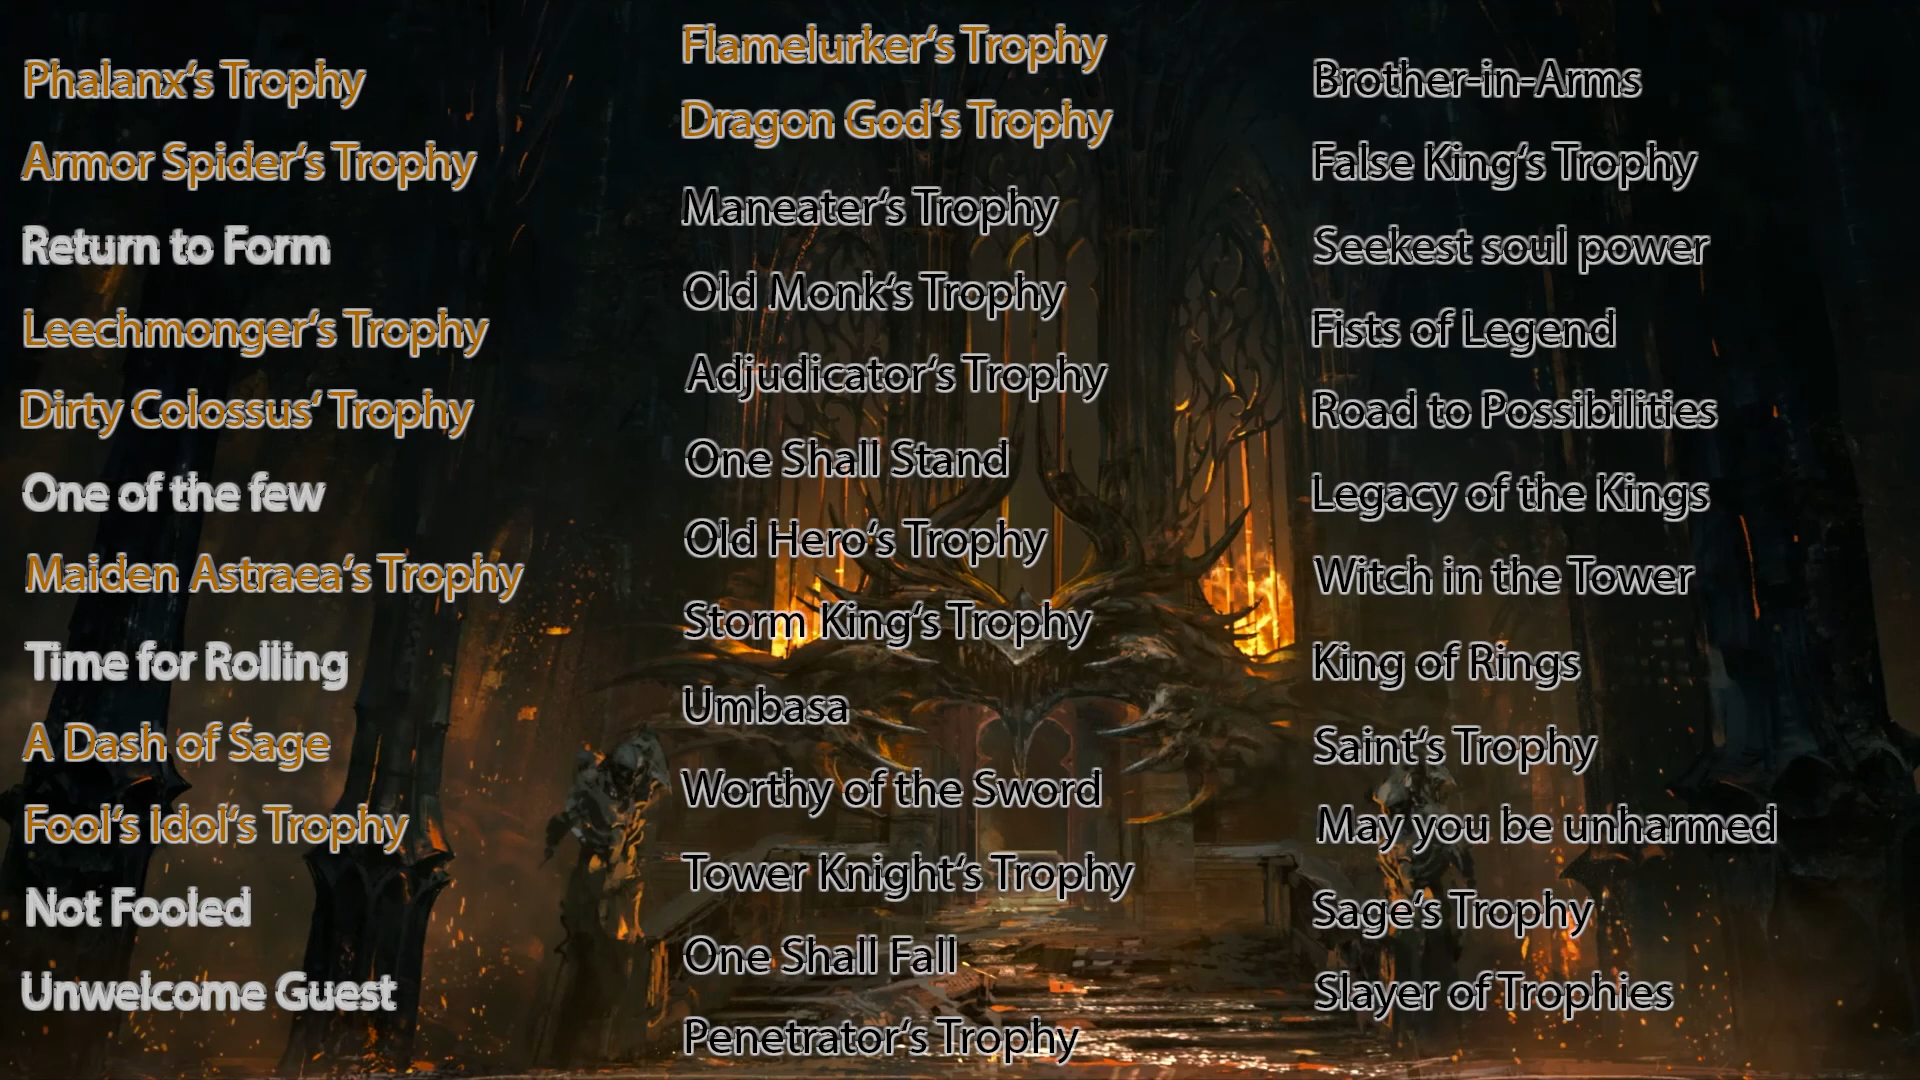 Phalanx‘s Trophy
Armor Spider‘s Trophy
Return to Form
Leechmonger‘s Trophy
Dirty Colossus‘ Trophy
One of the few
Maiden Astraea‘s Trophy
Time for Rolling
A Dash of Sage
Fool‘s Idol‘s Trophy
Not Fooled
Unwelcome Guest
Flamelurker‘s Trophy
Dragon God‘s Trophy
Maneater‘s Trophy
Old Monk‘s Trophy
Adjudicator‘s Trophy
One Shall Stand
Old Hero‘s Trophy
Storm King‘s Trophy
Umbasa
Worthy of the Sword
Tower Knight‘s Trophy
One Shall Fall
Penetrator‘s Trophy
Brother-in-Arms
False King‘s Trophy
Seekest soul power
Fists of Legend
Road to Possibilities
Legacy of the Kings
Witch in the Tower
King of Rings
Saint‘s Trophy
May you be unharmed
Sage‘s Trophy
Slayer of Trophies